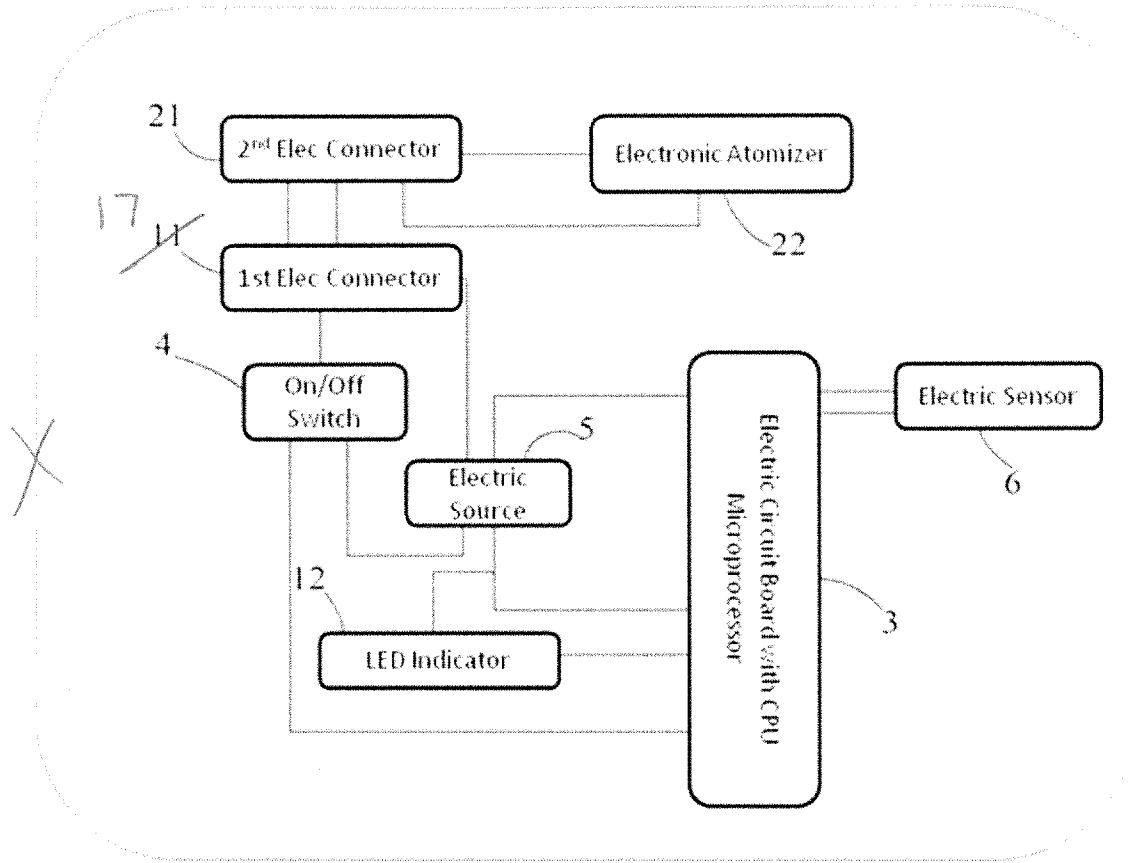 21
2nd Elec Connector
Electronic Atomizer
17
11
22
1st Elec Connector
4
On/Off
Switch
5
Electric Sensor
6
Electric
Source
Electric Circuit Board with CPU
Microprocessor
12
3
LED Indicator
X